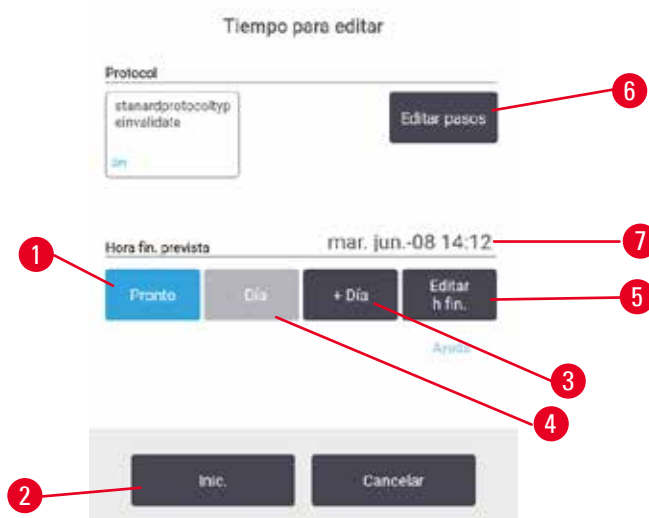 Tiempo para editar
Protocol
stanardprotocoltyp
einvalidate
Editar pasos
6
Hora fin. prevista
mar. jun.-08 14:12
7
1
Pronto
Día
+ Día
Editar
h fin.
5
Ayuda
3
4
2
Inic.
Cancelar